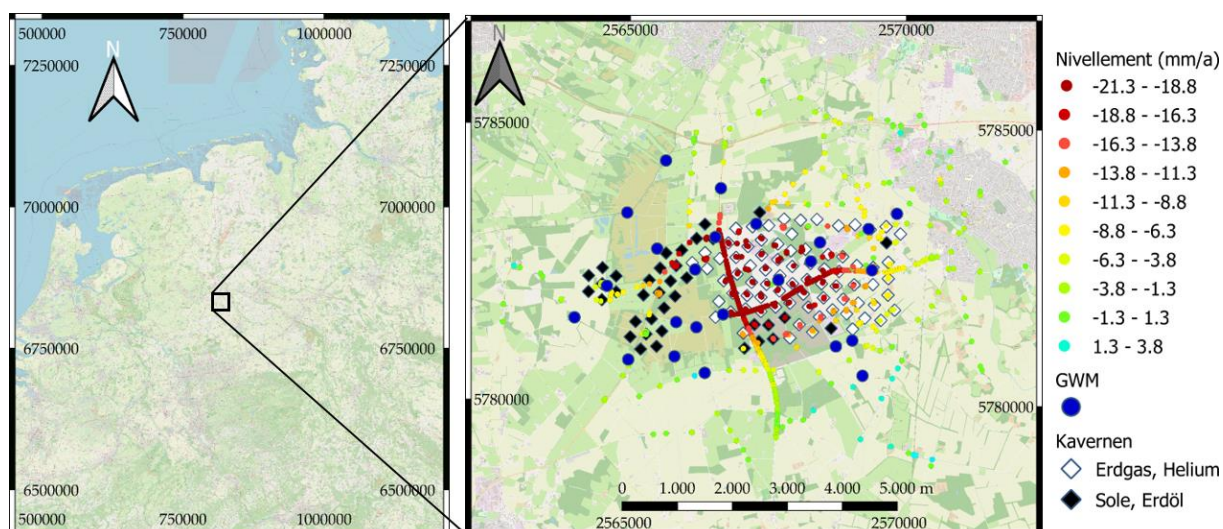 500000 750000 1000000
N
7250000 7250000
7000000 7000000
6750000 6750000
6500000 6500000
500000 750000 1000000
2565000 2570000
N
5785000 5785000
5780000 5780000
0 1.000 2.000 3.000 4.000 5.000 m
2565000 2570000
Nivellement (mm/a)
-21.3 - -18.8
-18.8 - -16.3
-16.3 - -13.8
-13.8 - -11.3
-11.3 - -8.8
-8.8 - -6.3
-6.3 - -3.8
-3.8 - -1.3
-1.3 - 1.3
1.3 - 3.8
GWM
Kavernen
Erdgas, Helium
Sole, Erdöl